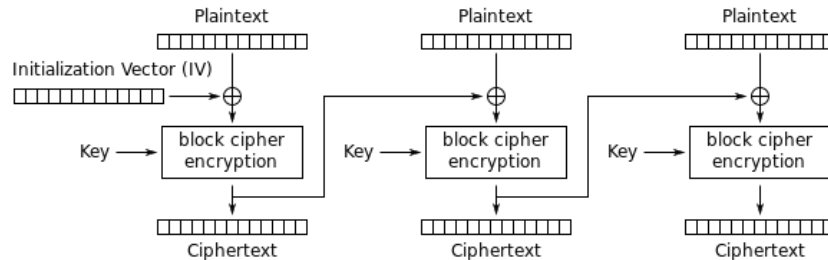 Plaintext
Plaintext
Plaintext
Initialization Vector (IV)
Key
block cipher
encryption
Key
block cipher
encryption
Key
block cipher
encryption
Ciphertext
Ciphertext
Ciphertext